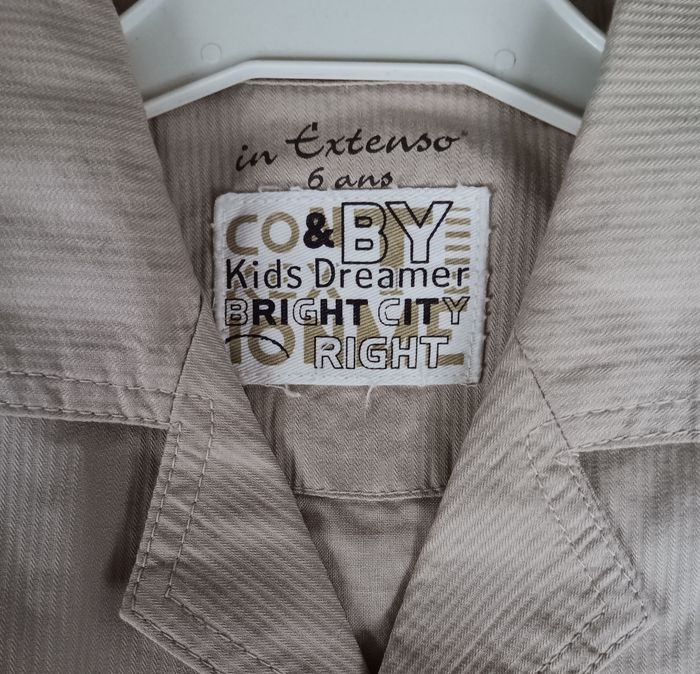 in Extenso
6 ans
& BY
Kids Dreamer
BRIGHT CITY
RIGHT